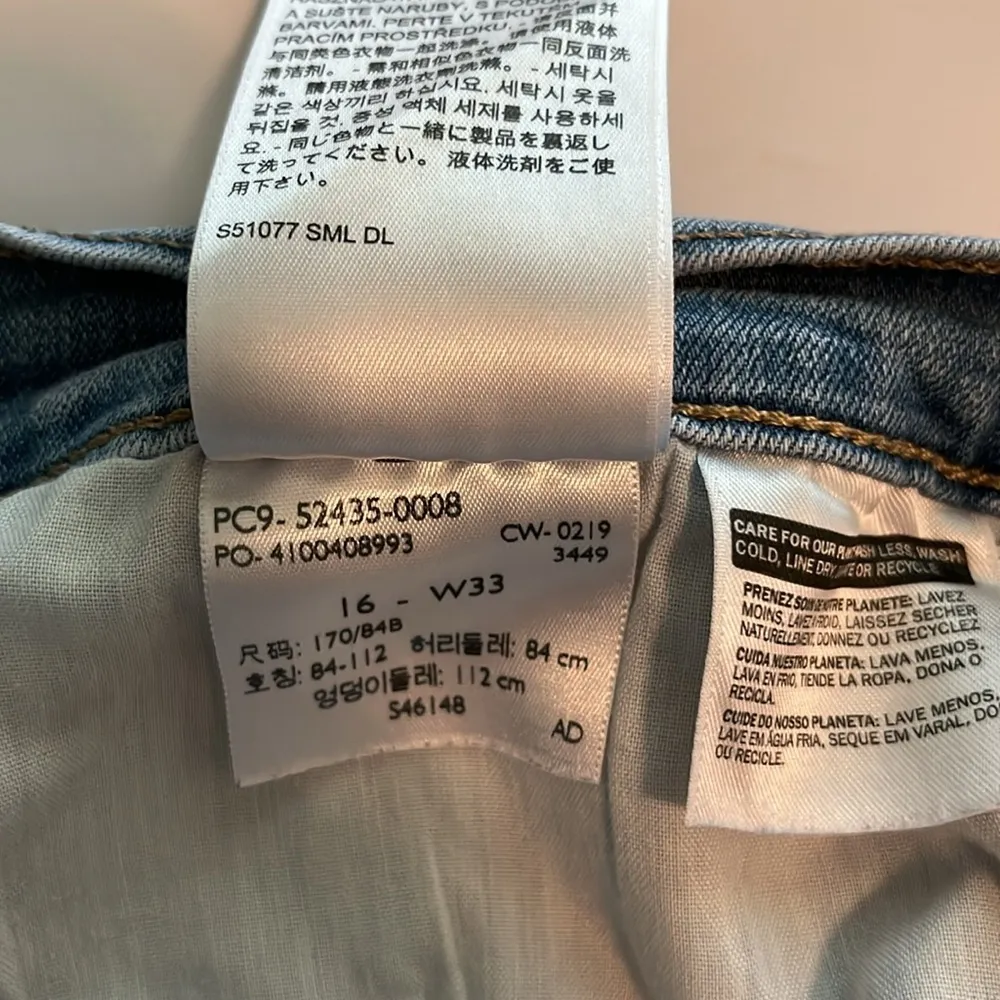 A SUŠTE NARUBY, S PODOB
BARVAMI. PERTE V TEKUTÉM
PRACÍM PROSTŘEDKU. - 请使用液体
与同类色衣物一起洗涤。
清洁剂。 - 需和相似色衣物一同反面洗
滌。 請用液態洗衣劑洗滌。 - 세탁시
같은 색상끼리 하십시요. 세탁시 옷을
뒤집을 것. 중성 액체 세제를 사용하세
요. - 同じ色物と一緒に製品を裏返し
て洗ってください。 液体洗剤をご使
用下さい。
S51077 SML DL
PC9- 52435-0008
PO- 4100408993
CW- 0219
3449
16 - W33
尺码: 170/84B
호칭: 84-112 허리둘레: 84 cm
엉덩이둘레: 112 cm
S46148
AD
CARE FOR OUR WASH LESS, WASH
COLD, LINE DRY, OR RECYCLE.
PRENEZ SOIN DE NOTRE PLANETE: LAVEZ
MOINS, LAVEZ A FROID, LAISSEZ SECHER
NATURELLEMENT, DONNEZ OU RECYCLEZ
CUIDA NUESTRO PLANETA: LAVA MENOS,
LAVA EN FRIO, TIENDE LA ROPA, DONA O
RECICLA.
CUIDE DO NOSSO PLANETA: LAVE MENOS,
LAVE EM ÁGUA FRIA, SEQUE EM VARAL, DO
OU RECICLE.